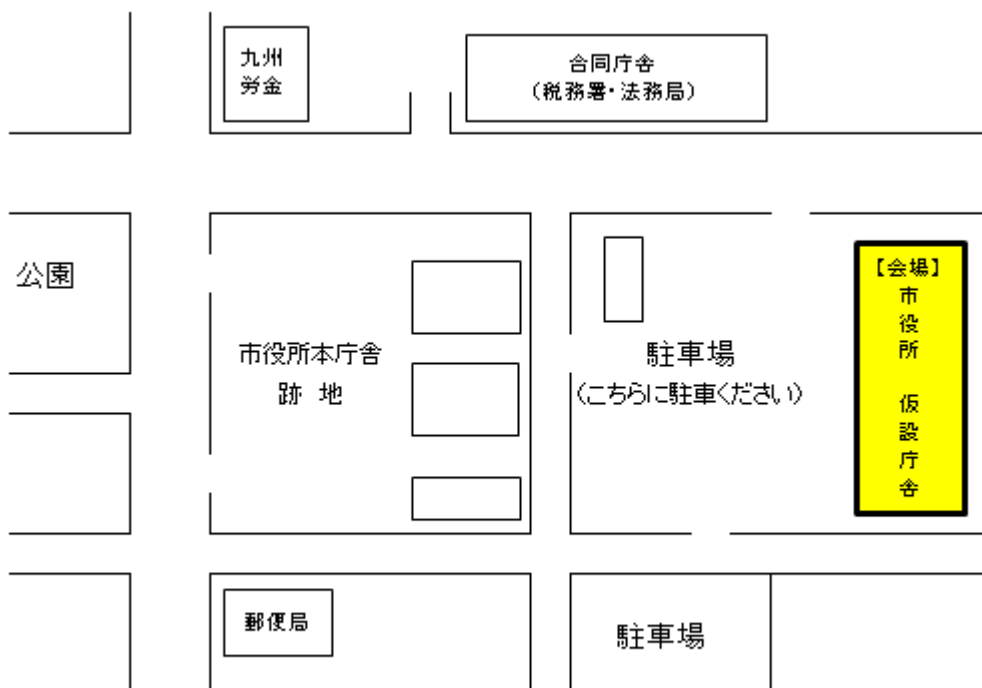 九州
労金
合同庁舎
（税務署・法務局）
公園
市役所本庁舎
跡 地
駐車場
（こちらに駐車ください）
【会場】
市役所 仮設庁舎
郵便局
駐車場